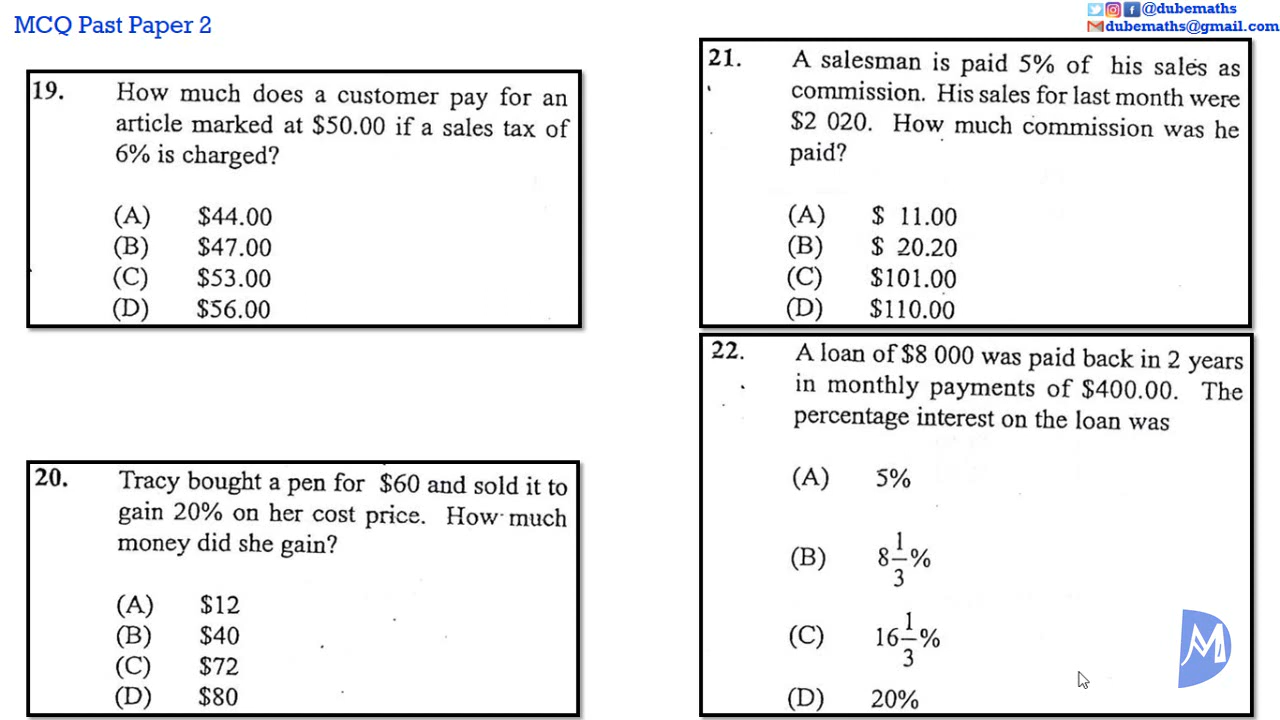 MCQ Past Paper 2
@dubemaths
dubemaths@gmail.com
19. How much does a customer pay for an
article marked at $50.00 if a sales tax of
6% is charged?
(A) $44.00
(B) $47.00
(C) $53.00
(D) $56.00
20. Tracy bought a pen for $60 and sold it to
gain 20% on her cost price. How much
money did she gain?
(A) $12
(B) $40
(C) $72
(D) $80
21. A salesman is paid 5% of his sales as
commission. His sales for last month were
$2 020. How much commission was he
paid?
(A) $ 11.00
(B) $ 20.20
(C) $101.00
(D) $110.00
22. A loan of $8 000 was paid back in 2 years
in monthly payments of $400.00. The
percentage interest on the loan was
(A) 5%
(B) 8 1/3 %
(C) 16 1/3 %
(D) 20%
M